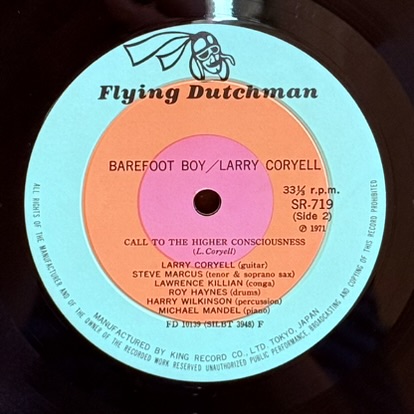 Flying Dutchman
BAREFOOT BOY/LARRY CORYELL
33⅓ r.p.m.
SR-719
(Side 2)
℗ 1971
CALL TO THE HIGHER CONSCIOUSNESS
(L. Coryell)
LARRY CORYELL (guitar)
STEVE MARCUS (tenor & soprano sax)
LAWRENCE KILLIAN (conga)
ROY HAYNES (drums)
HARRY WILKINSON (percussion)
MICHAEL MANDEL (piano)
FD 10139 (SILBT 3948) F
MANUFACTURED BY KING RECORD CO., LTD. TOKYO, JAPAN
ALL RIGHTS OF THE MANUFACTURER AND OF THE OWNER OF THE RECORDED WORK RESERVED UNAUTHORIZED PUBLIC PERFORMANCE, BROADCASTING AND COPYING OF THIS RECORD PROHIBITED